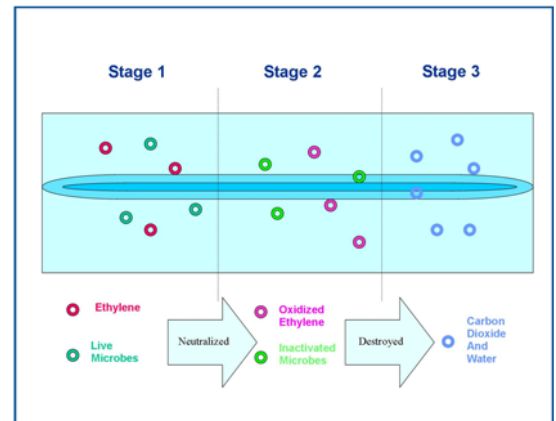 Stage 1
Stage 2
Stage 3
Ethylene
Live
Microbes
Neutralized
Oxidized
Ethylene
Inactivated
Microbes
Destroyed
Carbon
Dioxide
And
Water